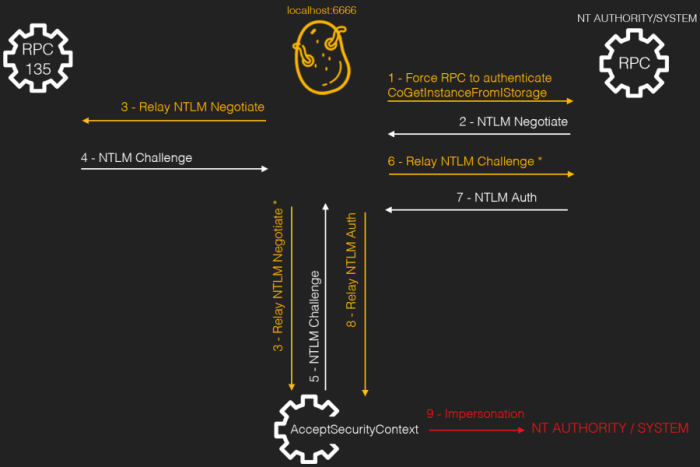 localhost:6666
NT AUTHORITY/SYSTEM
RPC
135
RPC
1 - Force RPC to authenticate
CoGetInstanceFromIStorage
3 - Relay NTLM Negotiate
2 - NTLM Negotiate
4 - NTLM Challenge
6 - Relay NTLM Challenge *
7 - NTLM Auth
3 - Relay NTLM Negotiate *
5 - NTLM Challenge
8 - Relay NTLM Auth
AcceptSecurityContext
9 - Impersonation
NT AUTHORITY / SYSTEM